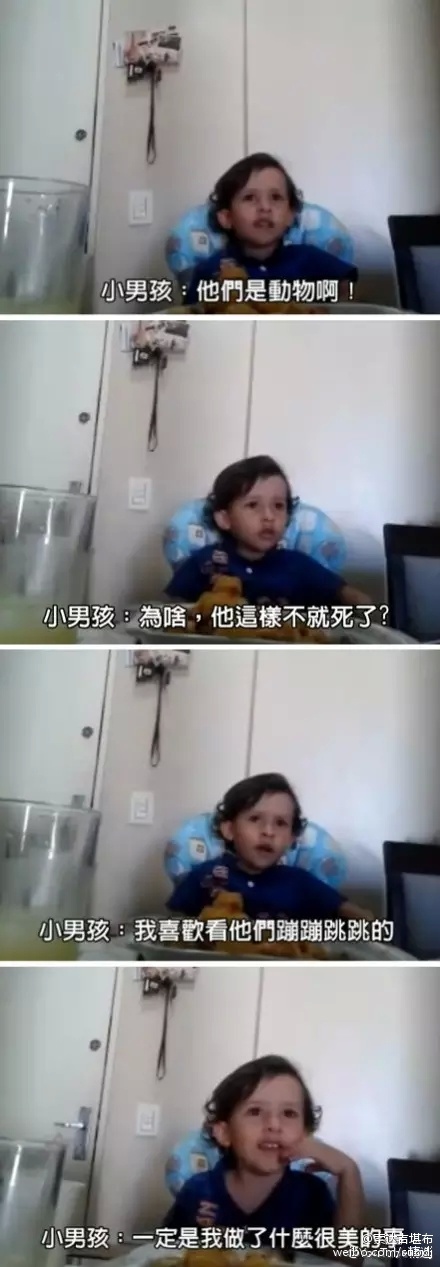 小男孩：他們是動物啊！
小男孩：為啥，他這樣不就死了?
小男孩：我喜歡看他們蹦蹦跳跳的
小男孩：一定是我做了什麼很美的事